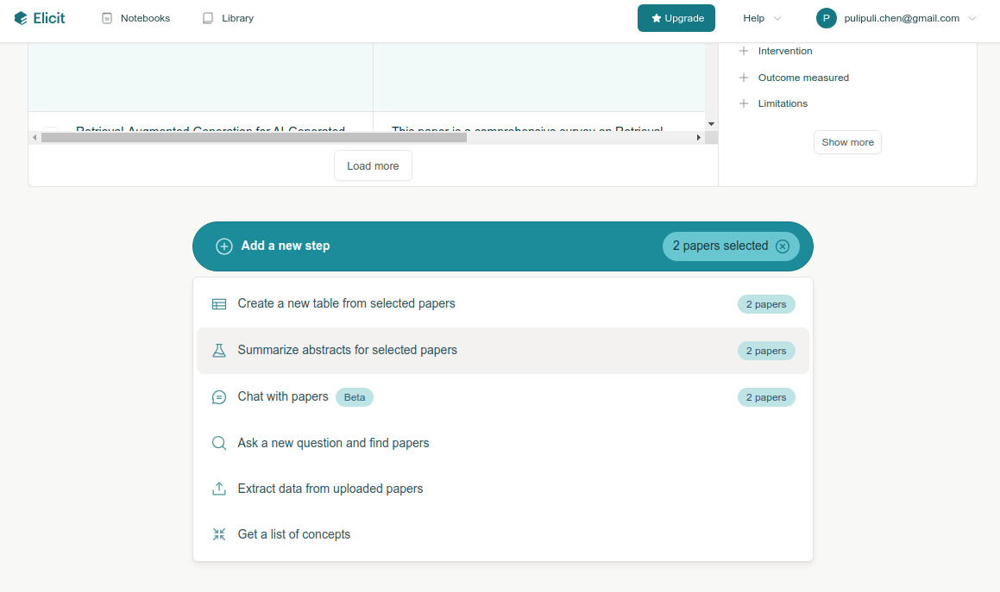 Elicit
Notebooks
Library
Upgrade
Help
P
pulipuli.chen@gmail.com
Intervention
Outcome measured
Limitations
Show more
Retrieval-Augmented Generation for AI-Generated
This paper is a comprehensive survey on Retrieval
Load more
Add a new step
2 papers selected
Create a new table from selected papers
2 papers
Summarize abstracts for selected papers
2 papers
Chat with papers
Beta
2 papers
Ask a new question and find papers
Extract data from uploaded papers
Get a list of concepts